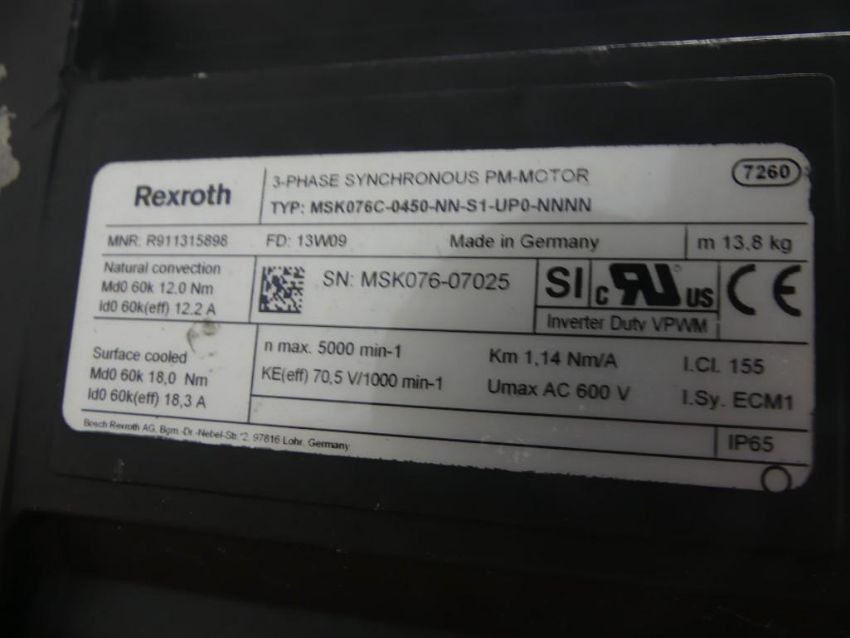 Rexroth
3-PHASE SYNCHRONOUS PM-MOTOR
7260
TYP: MSK076C-0450-NN-S1-UP0-NNNN
MNR: R911315898 FD: 13W09 Made in Germany m 13,8 kg
Natural convection
Md0 60k 12.0 Nm
Id0 60k(eff) 12.2 A
SN: MSK076-07025
SI c RU us CE
Inverter Duty VPWM
Surface cooled
Md0 60k 18,0 Nm
Id0 60k(eff) 18,3 A
n max. 5000 min-1 Km 1,14 Nm/A I.Cl. 155
KE(eff) 70,5 V/1000 min-1 Umax AC 600 V I.Sy. ECM1
IP65
Bosch Rexroth AG, Bgm.-Dr.-Nebel-Str. 2, 97816 Lohr, Germany